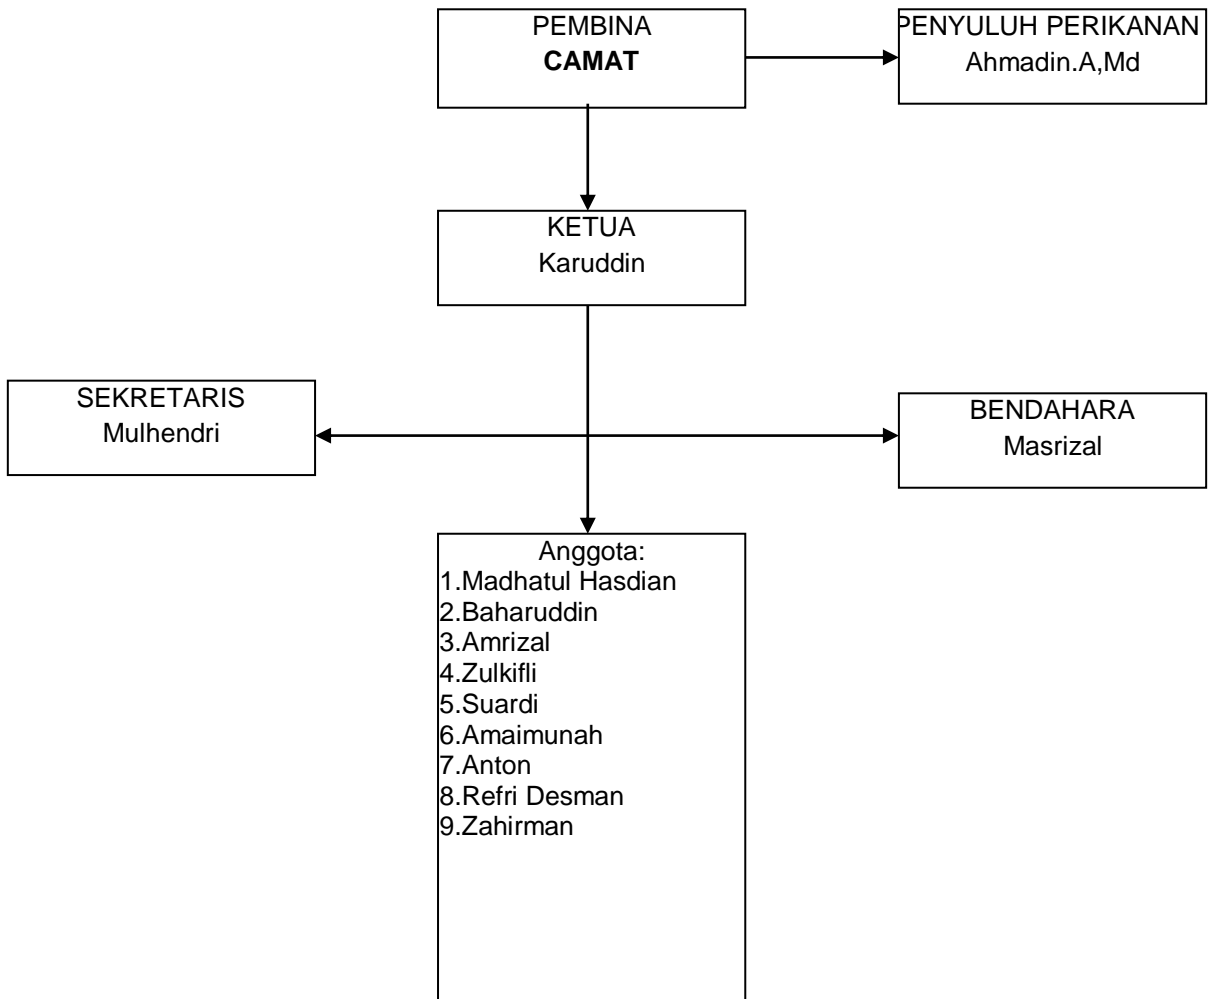 PEMBINA
CAMAT
PENYULUH PERIKANAN
Ahmadin.A,Md
KETUA
Karuddin
SEKRETARIS
Mulhendri
BENDAHARA
Masrizal
Anggota:
1.Madhatul Hasdian
2.Baharuddin
3.Amrizal
4.Zulkifli
5.Suardi
6.Amaimunah
7.Anton
8.Refri Desman
9.Zahirman